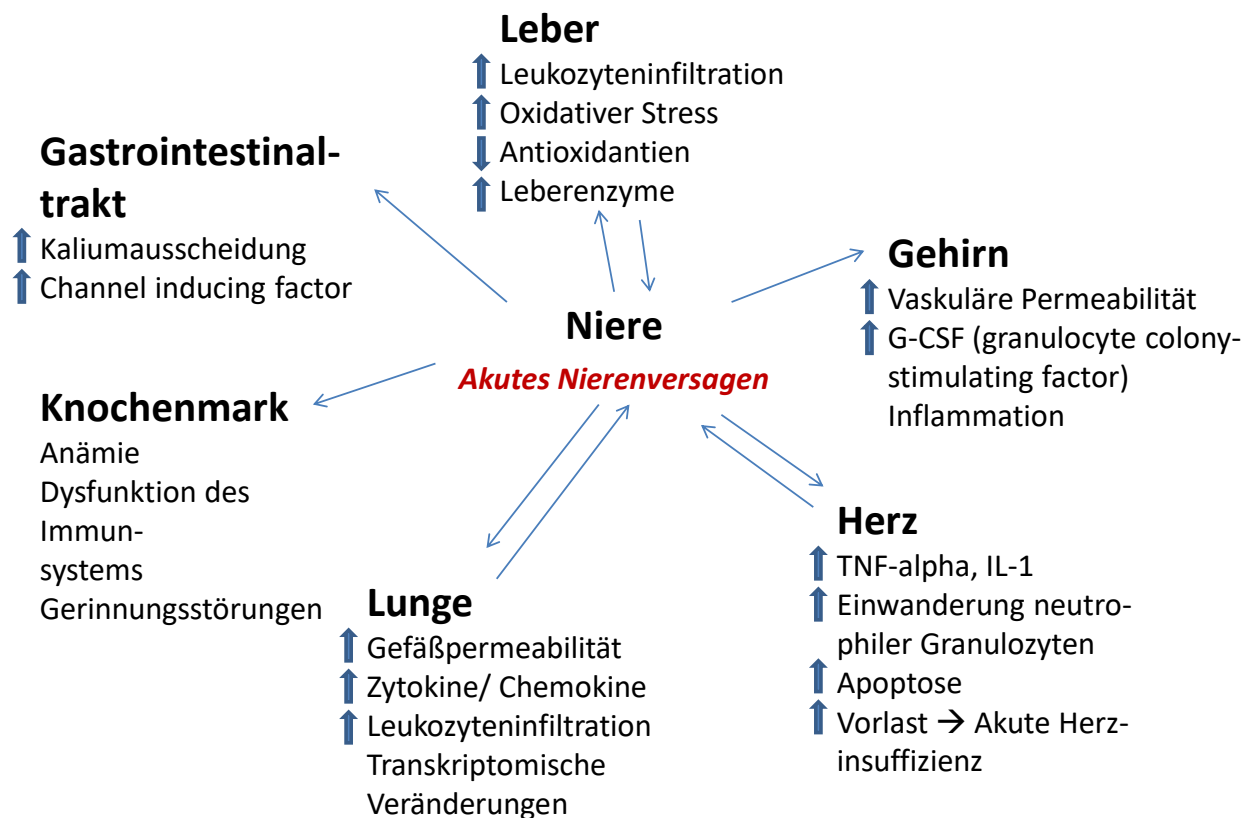 Leber
Leukozyteninfiltration
Oxidativer Stress
Antioxidantien
Leberenzyme
Gastrointestinal-
trakt
Kaliumausscheidung
Channel inducing factor
Gehirn
Vaskuläre Permeabilität
G-CSF (granulocyte colony-
stimulating factor)
Inflammation
Niere
Akutes Nierenversagen
Knochenmark
Anämie
Dysfunktion des
Immun-
systems
Gerinnungsstörungen
Herz
TNF-alpha, IL-1
Einwanderung neutro-
philer Granulozyten
Apoptose
Vorlast → Akute Herz-
insuffizienz
Lunge
Gefäßpermeabilität
Zytokine/ Chemokine
Leukozyteninfiltration
Transkriptomische
Veränderungen